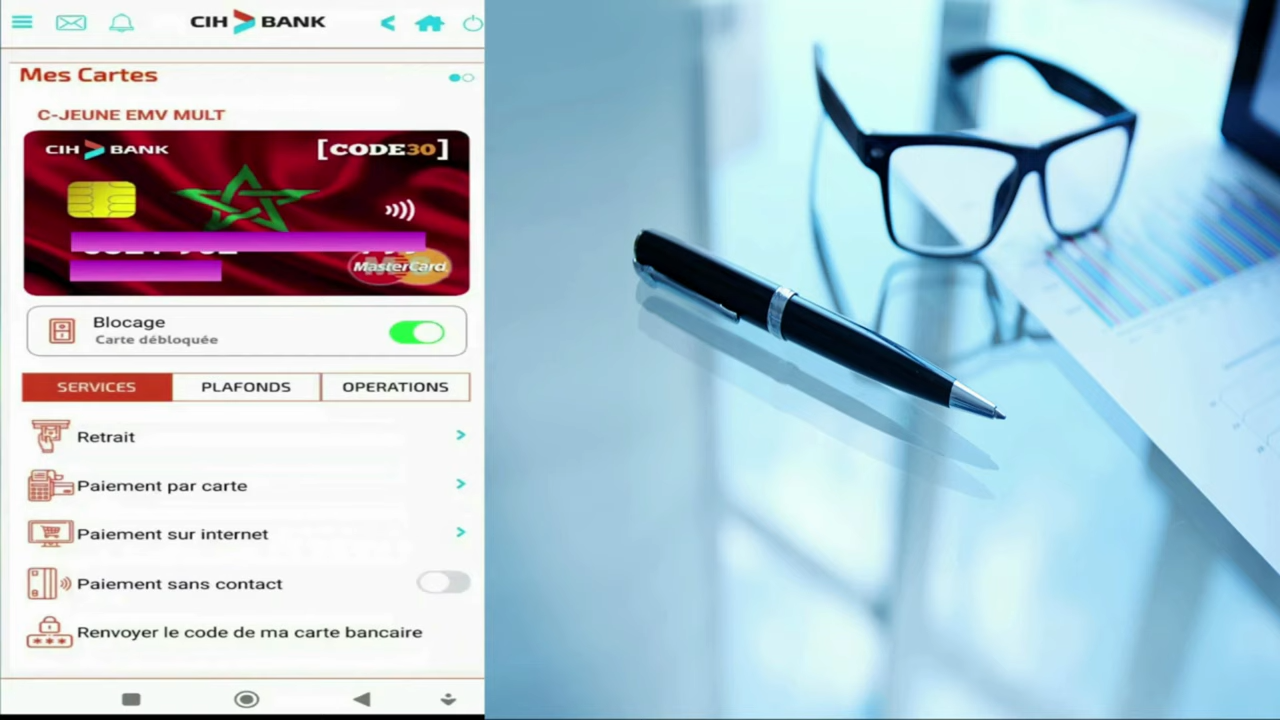 CIH BANK
Mes Cartes
C-JEUNE EMV MULT
CIH BANK
[CODE30]
MasterCard
Blocage
Carte débloquée
SERVICES PLAFONDS OPERATIONS
Retrait
Paiement par carte
Paiement sur internet
Paiement sans contact
Renvoyer le code de ma carte bancaire